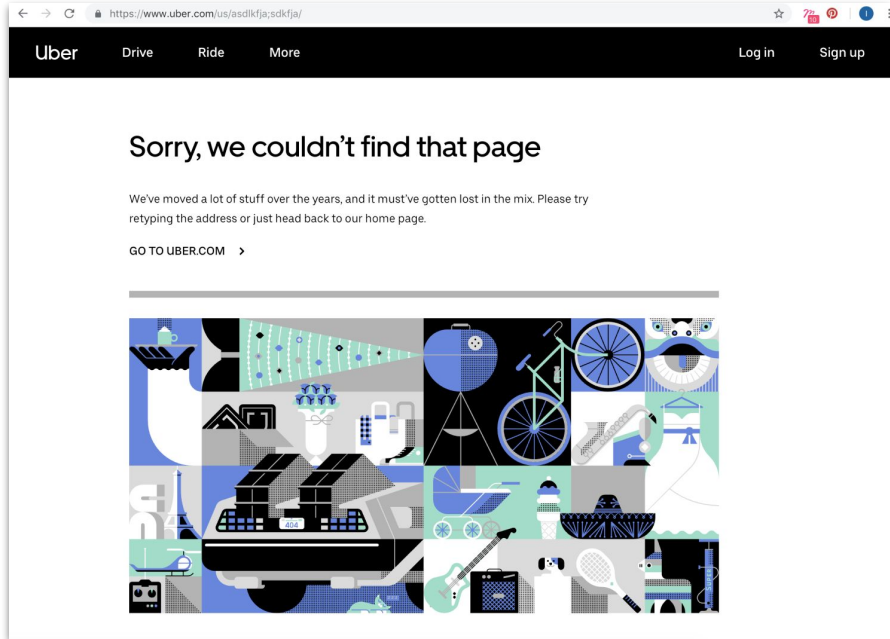 https://www.uber.com/us/asdlkfja;sdkfja/
10
Uber
Drive
Ride
More
Log in
Sign up
Sorry, we couldn't find that page
We've moved a lot of stuff over the years, and it must've gotten lost in the mix. Please try
retyping the address or just head back to our home page.
GO TO UBER.COM
404